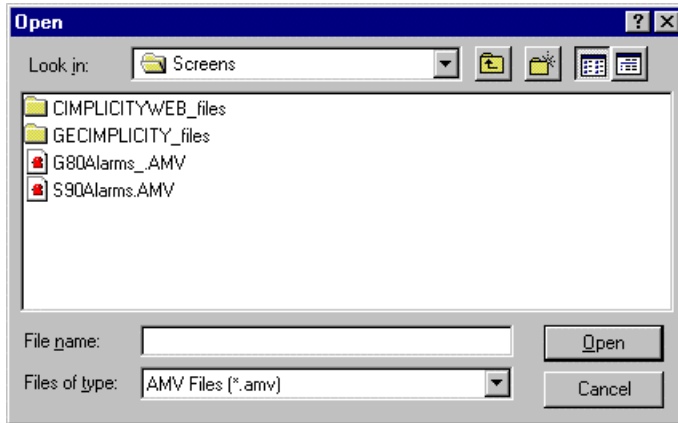 Open
Look in: Screens
CIMPLICITYWEB_files
GECIMPLICITY_files
G80Alarms_.AMV
S90Alarms.AMV
File name: Open
Files of type: AMV Files (*.amv) Cancel